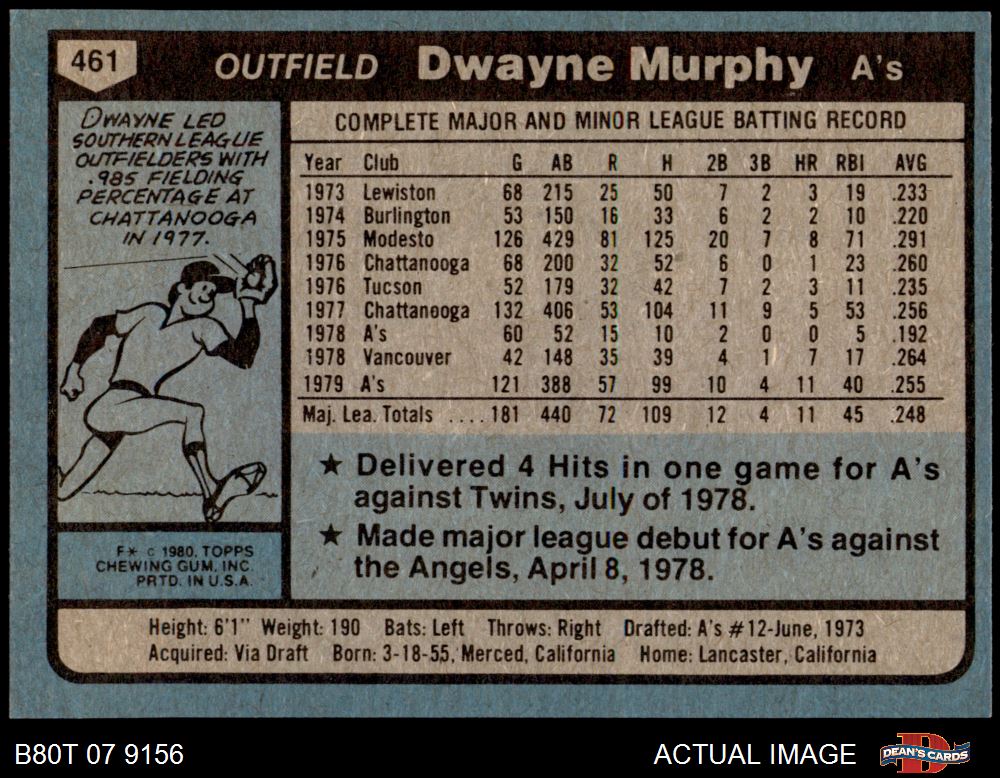 461 OUTFIELD Dwayne Murphy A's
DWAYNE LED
SOUTHERN LEAGUE
OUTFIELDERS WITH
.985 FIELDING
PERCENTAGE AT
CHATTANOOGA
IN 1977.
F* © 1980. TOPPS
CHEWING GUM, INC.
PRTD. IN U.S.A.
COMPLETE MAJOR AND MINOR LEAGUE BATTING RECORD
Year Club G AB R H 2B 3B HR RBI AVG
1973 Lewiston 68 215 25 50 7 2 3 19 .233
1974 Burlington 53 150 16 33 6 2 2 10 .220
1975 Modesto 126 429 81 125 20 7 8 71 .291
1976 Chattanooga 68 200 32 52 6 0 1 23 .260
1976 Tucson 52 179 32 42 7 2 3 11 .235
1977 Chattanooga 132 406 53 104 11 9 5 53 .256
1978 A's 60 52 15 10 2 0 0 5 .192
1978 Vancouver 42 148 35 39 4 1 7 17 .264
1979 A's 121 388 57 99 10 4 11 40 .255
Maj. Lea. Totals ....181 440 72 109 12 4 11 45 .248
★ Delivered 4 Hits in one game for A's
against Twins, July of 1978.
★ Made major league debut for A's against
the Angels, April 8, 1978.
Height: 6'1" Weight: 190 Bats: Left Throws: Right Drafted: A's #12-June, 1973
Acquired: Via Draft Born: 3-18-55, Merced, California Home: Lancaster, California
B80T 07 9156 ACTUAL IMAGE DEAN'S CARDS